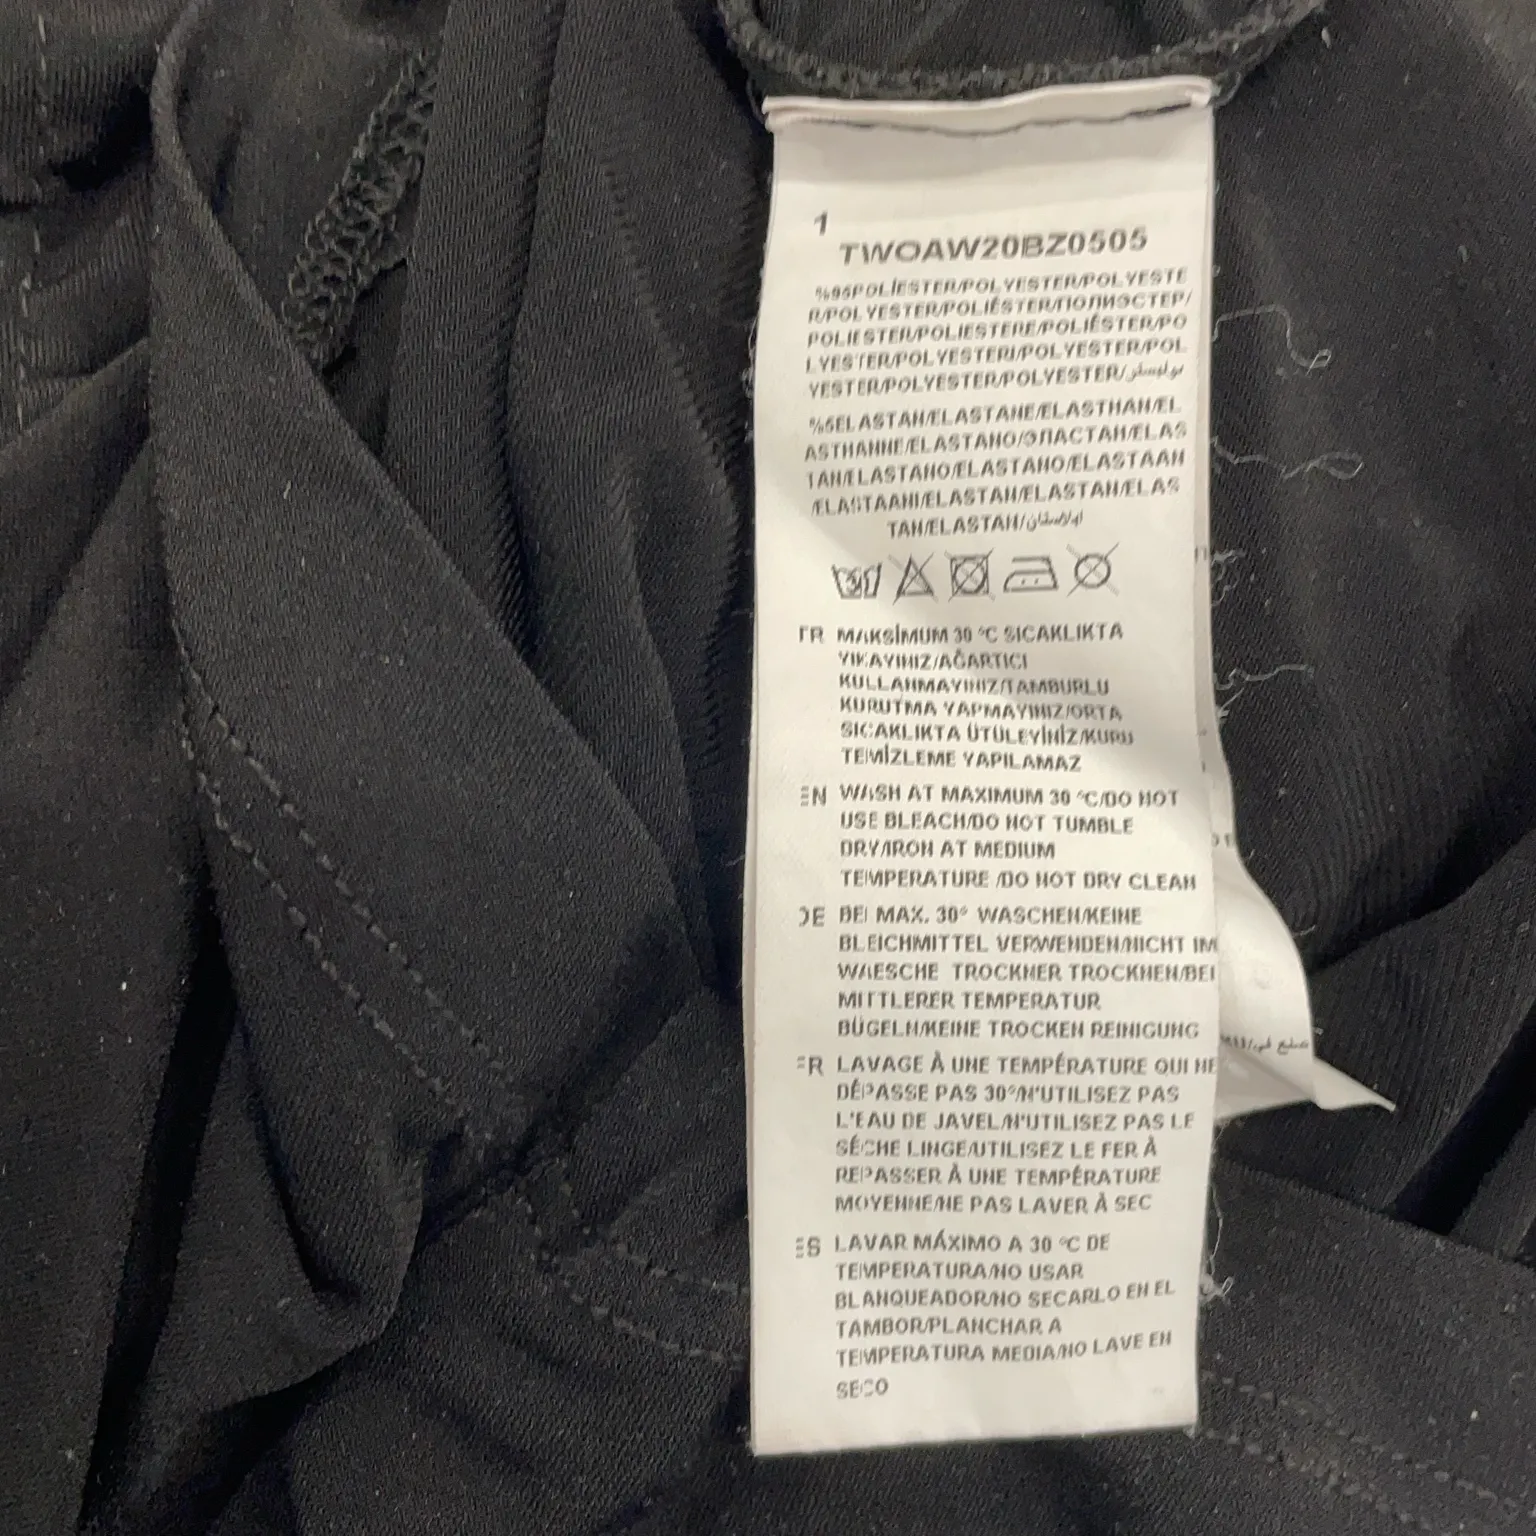 1
TWOAW20BZ0505
%95POLİESTER/POLYESTER/POLYESTE
R/POLYESTER/POLIÉSTER/ПОЛИЭСТЕР/
POLIESTER/POLIESTERE/POLIÉSTER/PO
LYESTER/POLYESTERI/POLYESTER/POL
YESTER/POLYESTER/POLYESTER/بوليستر
%5ELASTAN/ELASTANE/ELASTHAN/EL
ASTHANNE/ELASTANO/ЭЛАСТАН/ELAS
TAN/ELASTANO/ELASTANO/ELASTAAN
/ELASTAANI/ELASTAN/ELASTAN/ELAS
TAN/ELASTAN/
30
TR MAKSİMUM 30 °C SICAKLIKTA
YIKAYINIZ/AĞARTICI
KULLANMAYINIZ/TAMBURLU
KURUTMA YAPMAYINIZ/ORTA
SICAKLIKTA ÜTÜLEYİNİZ/KURU
TEMİZLEME YAPILAMAZ
EN WASH AT MAXIMUM 30 °C/DO NOT
USE BLEACH/DO NOT TUMBLE
DRY/IRON AT MEDIUM
TEMPERATURE /DO NOT DRY CLEAN
DE BEI MAX. 30° WASCHEN/KEINE
BLEICHMITTEL VERWENDEN/NICHT IM
WAESCHE TROCKNER TROCKNEN/BEI
MITTLERER TEMPERATUR
BÜGELN/KEINE TROCKEN REINIGUNG
FR LAVAGE À UNE TEMPÉRATURE QUI NE
DÉPASSE PAS 30°/N'UTILISEZ PAS
L'EAU DE JAVEL/N'UTILISEZ PAS LE
SÉCHE LINGE/UTILISEZ LE FER À
REPASSER À UNE TEMPÉRATURE
MOYENNE/NE PAS LAVER À SEC
ES LAVAR MÁXIMO A 30 °C DE
TEMPERATURA/NO USAR
BLANQUEADOR/NO SECARLO EN EL
TAMBOR/PLANCHAR A
TEMPERATURA MEDIA/NO LAVE EN
SECO